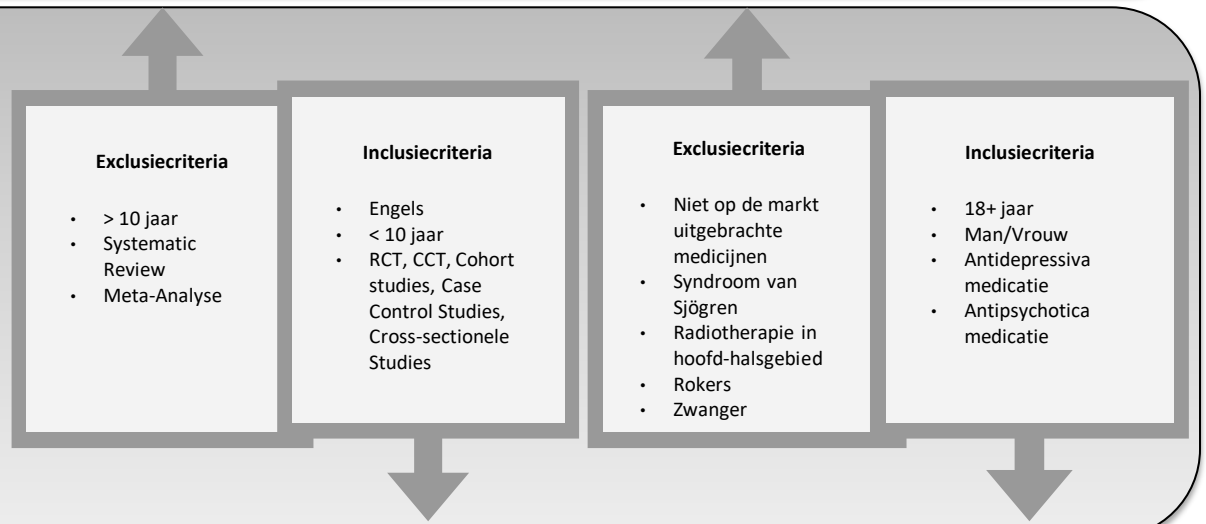 Exclusiecriteria
• > 10 jaar
• Systematic
Review
• Meta-Analyse
Inclusiecriteria
• Engels
• < 10 jaar
• RCT, CCT, Cohort
studies, Case
Control Studies,
Cross-sectionele
Studies
Exclusiecriteria
• Niet op de markt
uitgebrachte
medicijnen
• Syndroom van
Sjögren
• Radiotherapie in
hoofd-halsgebied
• Rokers
• Zwanger
Inclusiecriteria
• 18+ jaar
• Man/Vrouw
• Antidepressiva
medicatie
• Antipsychotica
medicatie